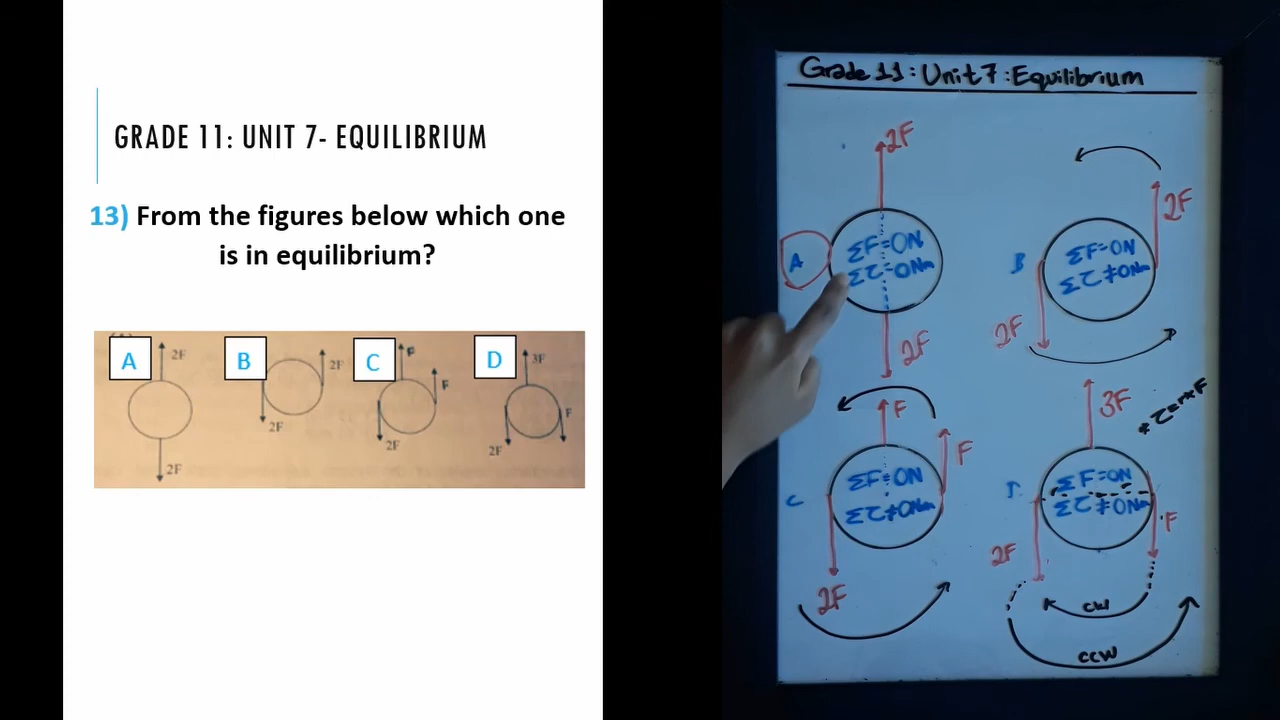 GRADE 11: UNIT 7- EQUILIBRIUM
13) From the figures below which one
is in equilibrium?
A
2F
2F
B
2F
2F
C
F
F
2F
D
3F
F
2F
Grade 11: Unit 7: Equilibrium
2F
A
ΣF=0N
Στ=0Nm
2F
2F
B
ΣF=0N
Στ≠0Nm
2F
F
F
C
ΣF=0N
Στ≠0Nm
2F
3F
* τ=r*F
ΣF=0N
Στ≠0Nm
F
2F
CW
CCW